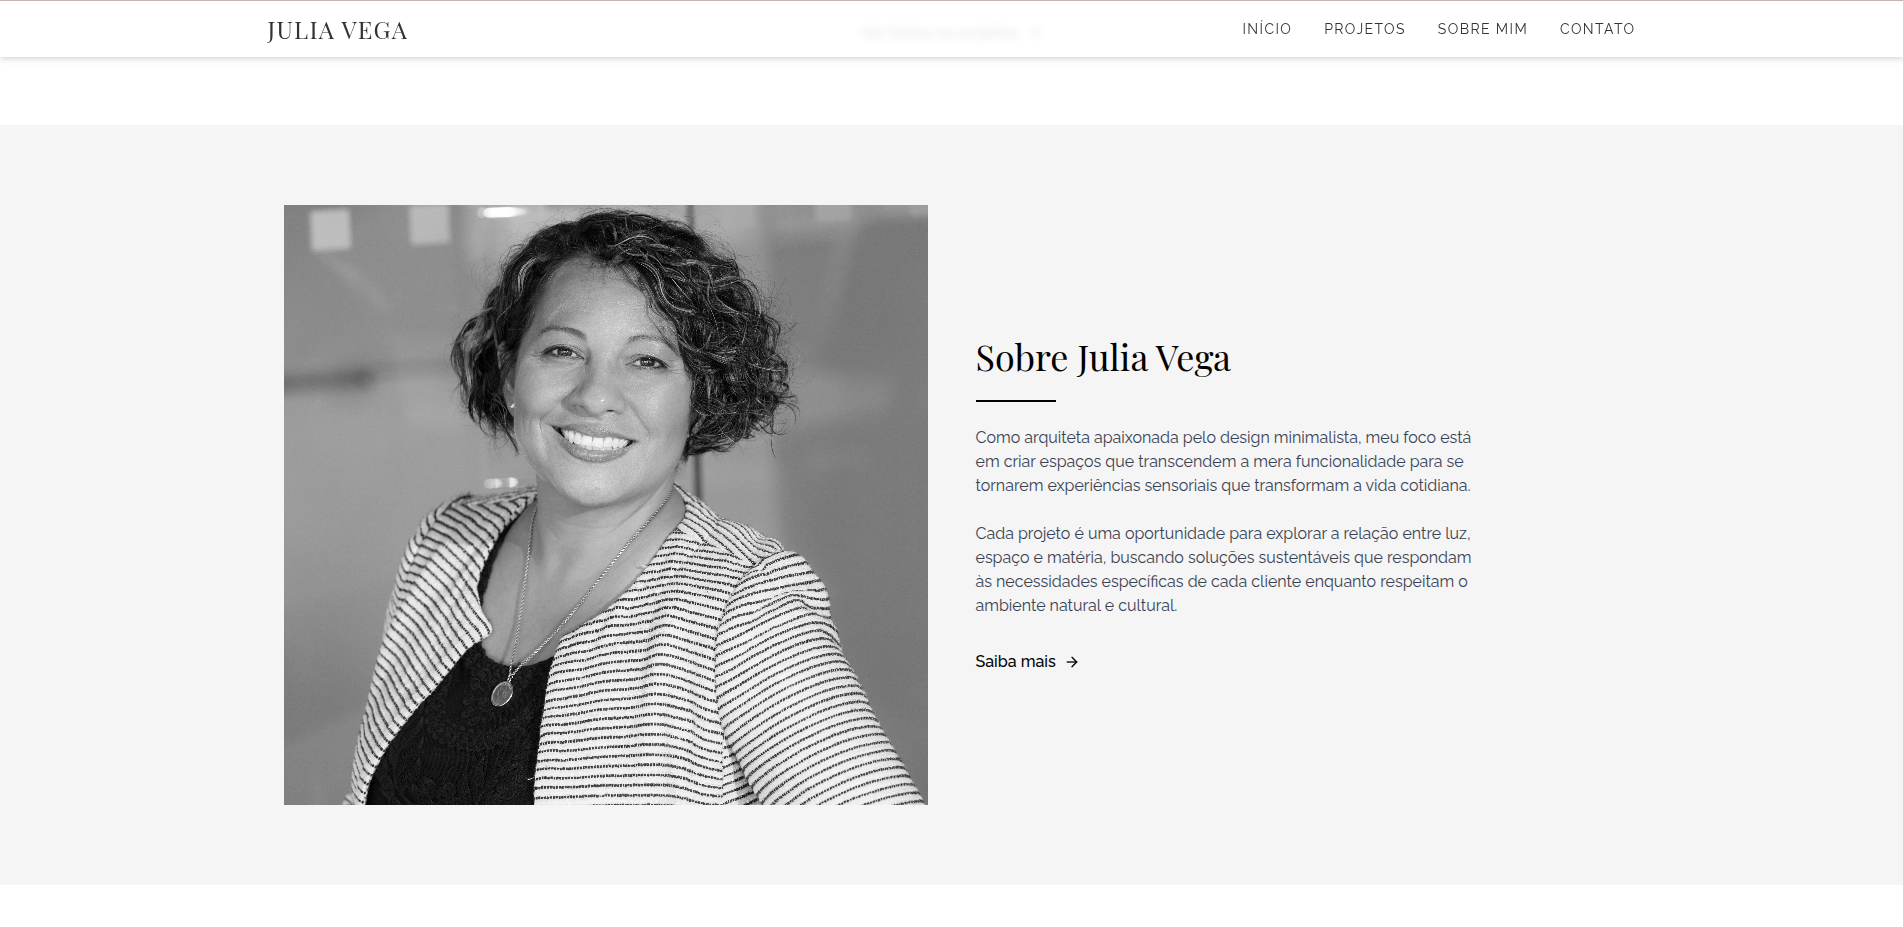 JULIA VEGA
INÍCIO PROJETOS SOBRE MIM CONTATO
Sobre Julia Vega
Como arquiteta apaixonada pelo design minimalista, meu foco está
em criar espaços que transcendem a mera funcionalidade para se
tornarem experiências sensoriais que transformam a vida cotidiana.
Cada projeto é uma oportunidade para explorar a relação entre luz,
espaço e matéria, buscando soluções sustentáveis que respondam
às necessidades específicas de cada cliente enquanto respeitam o
ambiente natural e cultural.
Saiba mais →